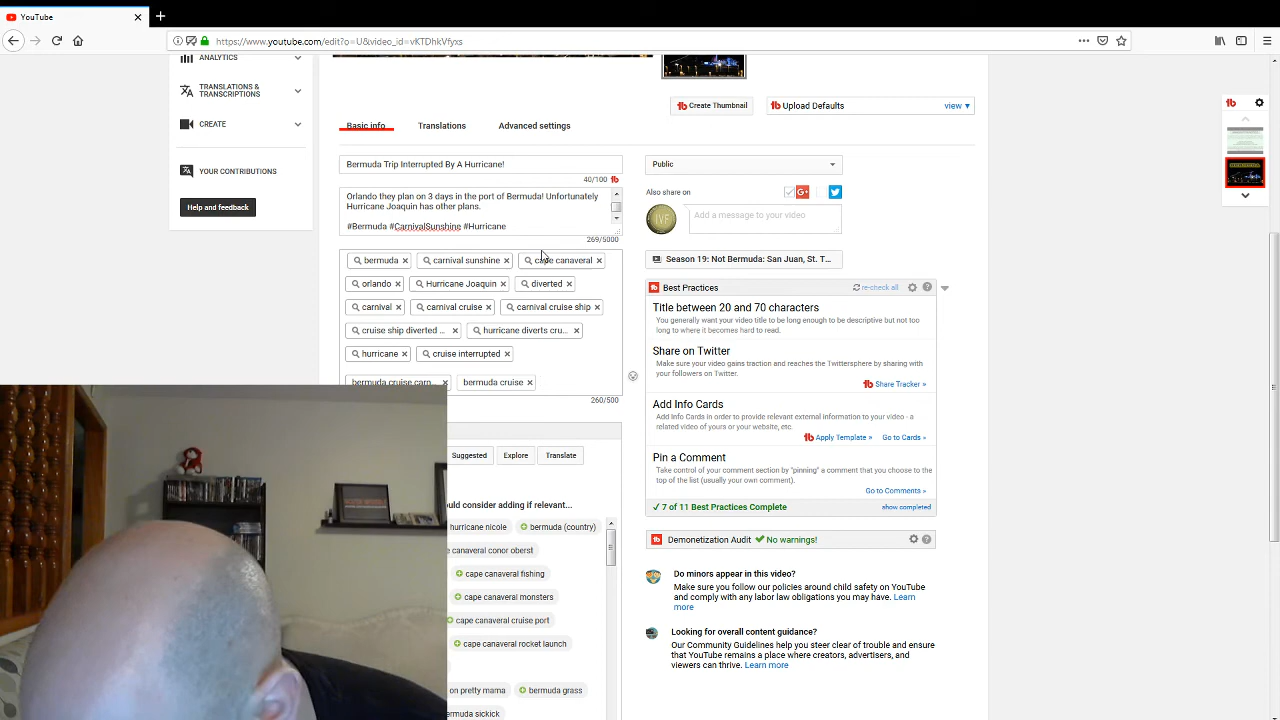 YouTube
https://www.youtube.com/edit?o=U&video_id=vKTDhkVfyxs
ANALYTICS
TRANSLATIONS &
TRANSCRIPTIONS
CREATE
YOUR CONTRIBUTIONS
Help and feedback
Create Thumbnail
Upload Defaults
view ▾
Basic info
Translations
Advanced settings
Bermuda Trip Interrupted By A Hurricane!
40/100
Orlando they plan on 3 days in the port of Bermuda! Unfortunately
Hurricane Joaquin has other plans.
#Bermuda #CarnivalSunshine #Hurricane
269/5000
bermuda × carnival sunshine × cape canaveral ×
orlando × Hurricane Joaquin × diverted ×
carnival × carnival cruise × carnival cruise ship ×
cruise ship diverted ... × hurricane diverts cru... ×
hurricane × cruise interrupted ×
bermuda cruise carn... × bermuda cruise ×
260/500
Suggested Explore Translate
uld consider adding if relevant...
hurricane nicole bermuda (country)
canaveral conor oberst
cape canaveral fishing
cape canaveral monsters
cape canaveral cruise port
cape canaveral rocket launch
on pretty mama bermuda grass
rmuda sickick
Public
Also share on
IVF
Add a message to your video
Season 19: Not Bermuda: San Juan, St. T...
Best Practices
re-check all
Title between 20 and 70 characters
You generally want your video title to be long enough to be descriptive but not too
long to where it becomes hard to read.
Share on Twitter
Make sure your video gains traction and reaches the Twittersphere by sharing with
your followers on Twitter.
Share Tracker »
Add Info Cards
Add Info Cards in order to provide relevant external information to your video - a
related video of yours or your website, etc.
Apply Template » Go to Cards »
Pin a Comment
Take control of your comment section by "pinning" a comment that you choose to the
top of the list (usually your own comment).
Go to Comments »
✓ 7 of 11 Best Practices Complete
show completed
Demonetization Audit ✓ No warnings!
Do minors appear in this video?
Make sure you follow our policies around child safety on YouTube
and comply with any labor law obligations you may have. Learn
more
Looking for overall content guidance?
Our Community Guidelines help you steer clear of trouble and ensure
that YouTube remains a place where creators, advertisers, and
viewers can thrive. Learn more